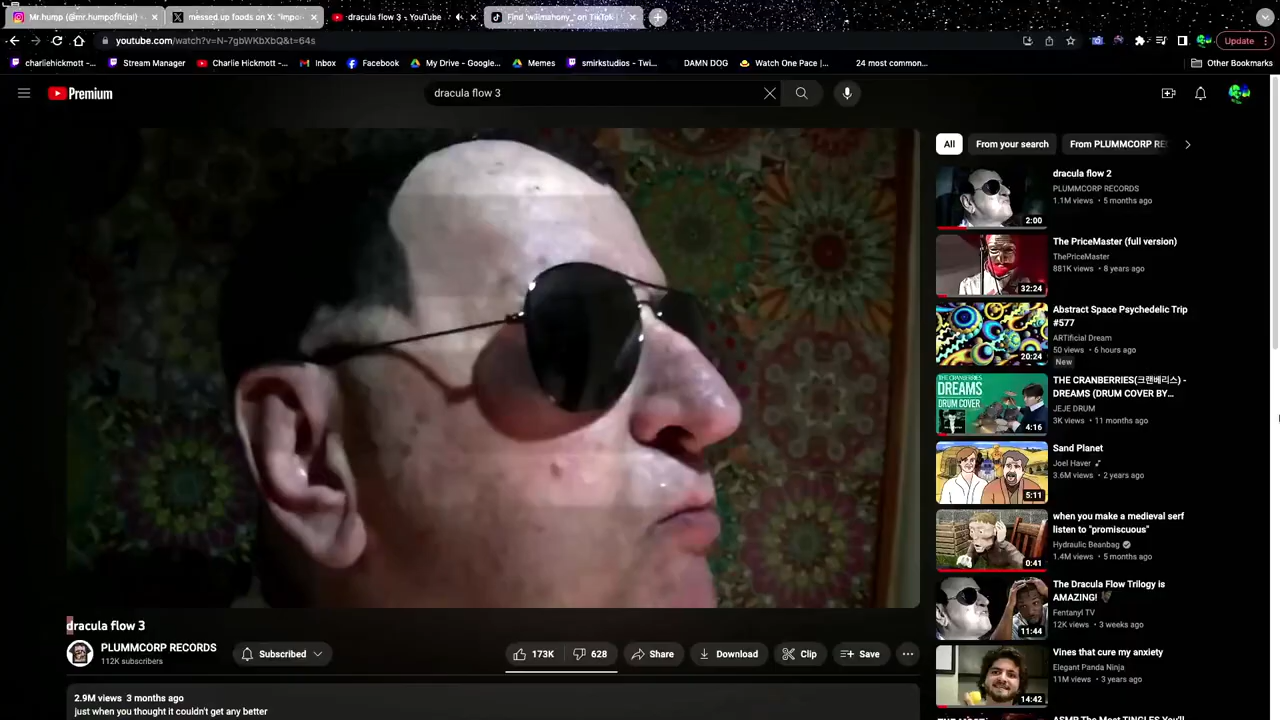 Mr.hump (@mr.humpofficial)
messed up foods on X: "Impor
dracula flow 3 - YouTube
Find 'willmahony_' on TikTok
youtube.com/watch?v=N-7gbWKbXbQ&t=64s
Update
charliehickmott -...
Stream Manager
Charlie Hickmott -...
Inbox
Facebook
My Drive - Google...
Memes
smirkstudios - Twi...
DAMN DOG
Watch One Pace |...
24 most common...
Other Bookmarks
Premium
dracula flow 3
All
From your search
From PLUMMCORP RE
dracula flow 2
PLUMMCORP RECORDS
1.1M views • 5 months ago
2:00
The PriceMaster (full version)
ThePriceMaster
881K views • 8 years ago
32:24
Abstract Space Psychedelic Trip
#577
ARTificial Dream
50 views • 6 hours ago
New
20:24
THE CRANBERRIES
DREAMS
DRUM COVER
THE CRANBERRIES(크랜베리스) -
DREAMS (DRUM COVER BY...
JEJE DRUM
3K views • 11 months ago
4:16
Sand Planet
Joel Haver
3.6M views • 2 years ago
5:11
when you make a medieval serf
listen to "promiscuous"
Hydraulic Beanbag
1.4M views • 5 months ago
0:41
The Dracula Flow Trilogy is
AMAZING!
Fentanyl TV
12K views • 3 weeks ago
11:44
Vines that cure my anxiety
Elegant Panda Ninja
11M views • 3 years ago
14:42
dracula flow 3
PLUMMCORP RECORDS
112K subscribers
Subscribed
173K
628
Share
Download
Clip
Save
2.9M views 3 months ago
just when you thought it couldn't get any better